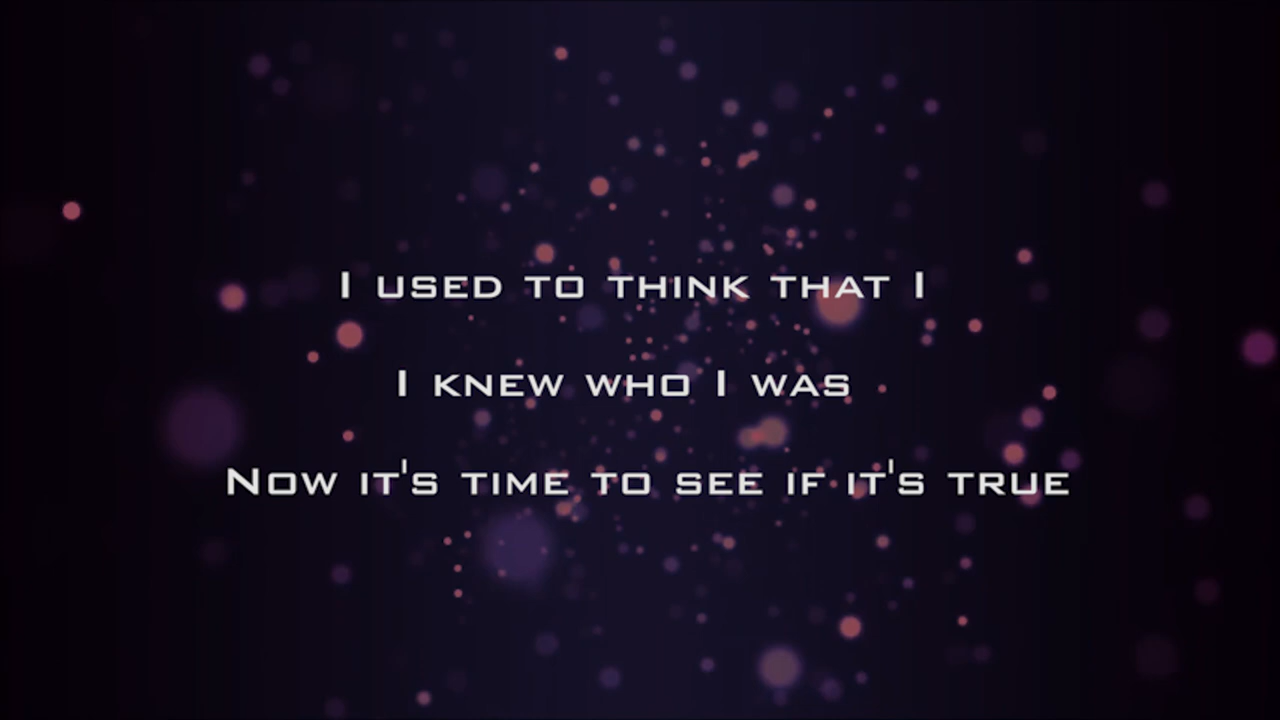 I used to think that I
I knew who I was
Now it's time to see if it's true